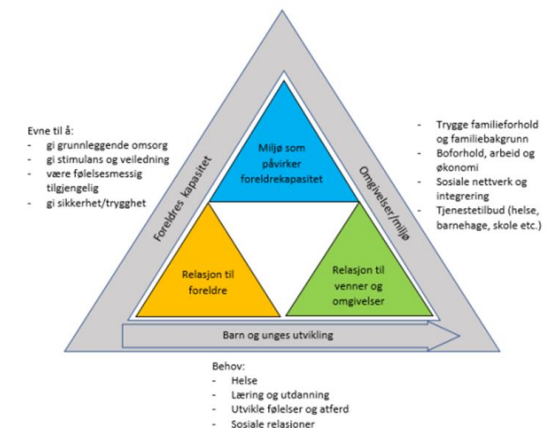 Evne til å:
- gi grunnleggende omsorg
- gi stimulans og veiledning
- være følelsesmessig
tilgjengelig
- gi sikkerhet/trygghet
Foreldres kapasitet
Miljø som
påvirker
foreldrekapasitet
Omgivelser/miljø
- Trygge familieforhold
og familiebakgrunn
- Boforhold, arbeid og
økonomi
- Sosiale nettverk og
integrering
- Tjenestetilbud (helse,
barnehage, skole etc.)
Relasjon til
foreldre
Relasjon til
venner og
omgivelser
Barn og unges utvikling
Behov:
- Helse
- Læring og utdanning
- Utvikle følelser og atferd
- Sosiale relasjoner